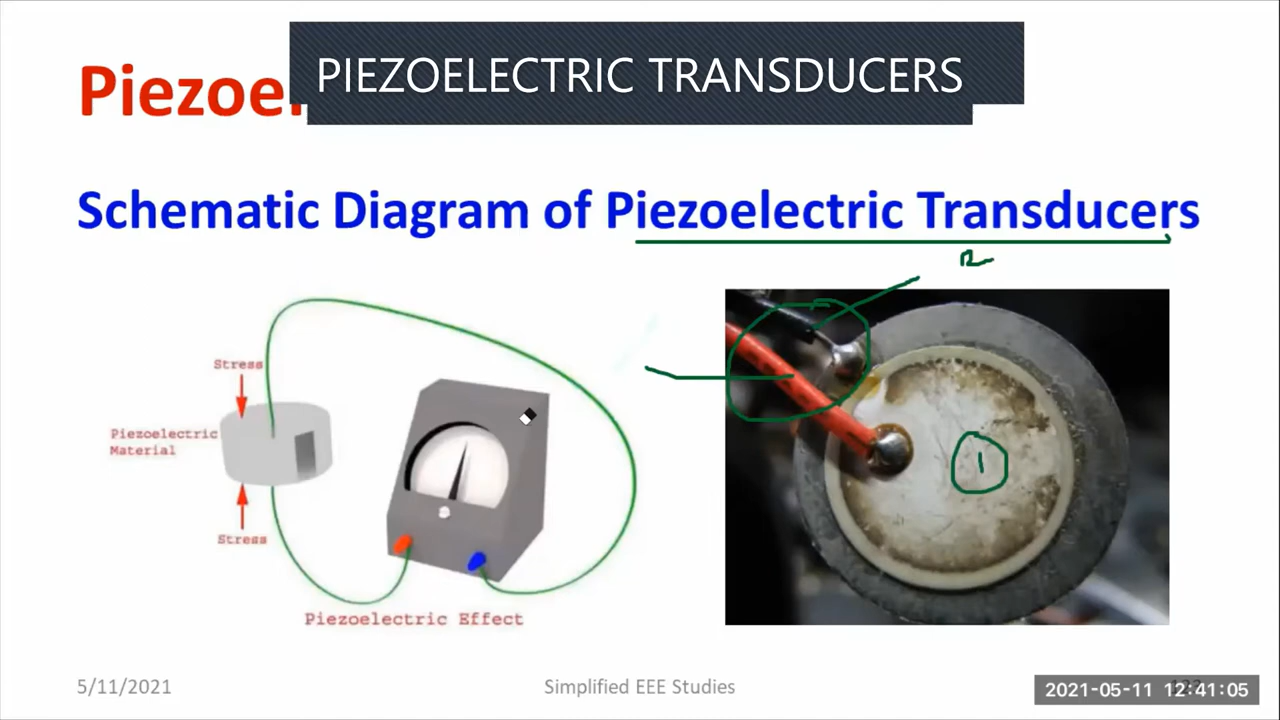 PIEZOELECTRIC TRANSDUCERS
Schematic Diagram of Piezoelectric Transducers
Stress
Piezoelectric
Material
Stress
Piezoelectric Effect
1
5/11/2021
Simplified EEE Studies
2021-05-11 12:41:05